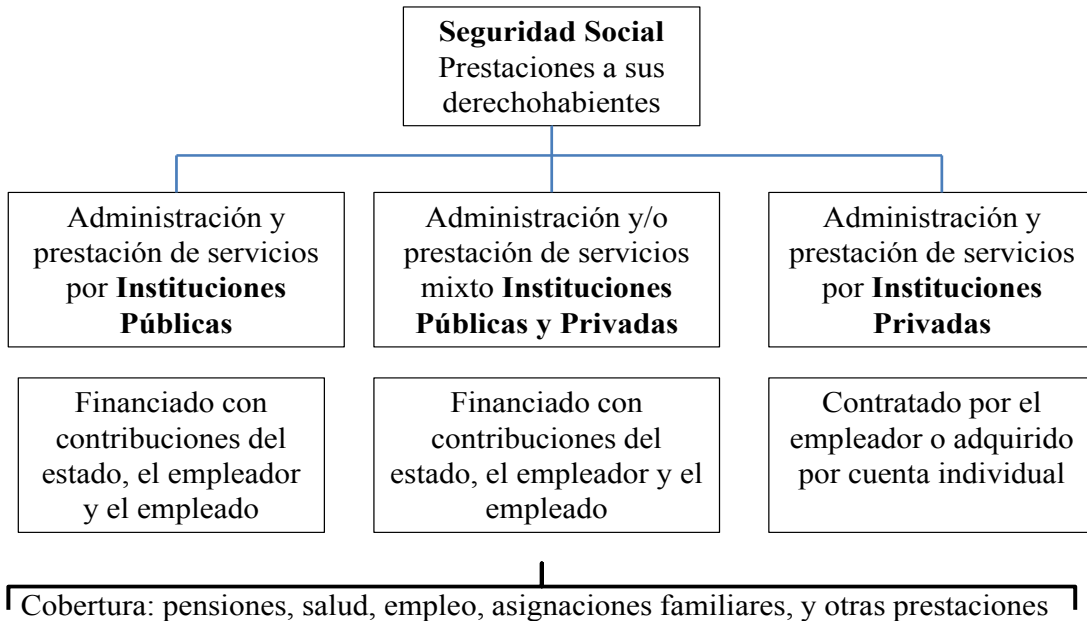 Seguridad Social
Prestaciones a sus
derechohabientes
Administración y
prestación de servicios
por Instituciones
Públicas
Administración y/o
prestación de servicios
mixto Instituciones
Públicas y Privadas
Administración y
prestación de servicios
por Instituciones
Privadas
Financiado con
contribuciones del
estado, el empleador
y el empleado
Financiado con
contribuciones del
estado, el empleador y el
empleado
Contratado por el
empleador o adquirido
por cuenta individual
Cobertura: pensiones, salud, empleo, asignaciones familiares, y otras prestaciones